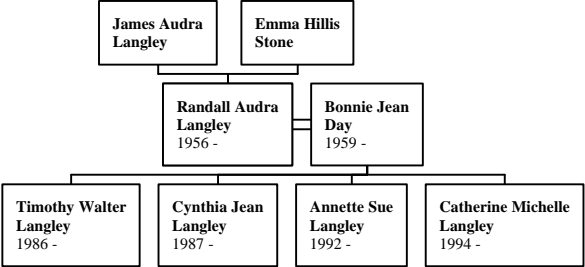 James Audra
Langley
Emma Hillis
Stone
Randall Audra
Langley
1956 -
Bonnie Jean
Day
1959 -
Timothy Walter
Langley
1986 -
Cynthia Jean
Langley
1987 -
Annette Sue
Langley
1992 -
Catherine Michelle
Langley
1994 -